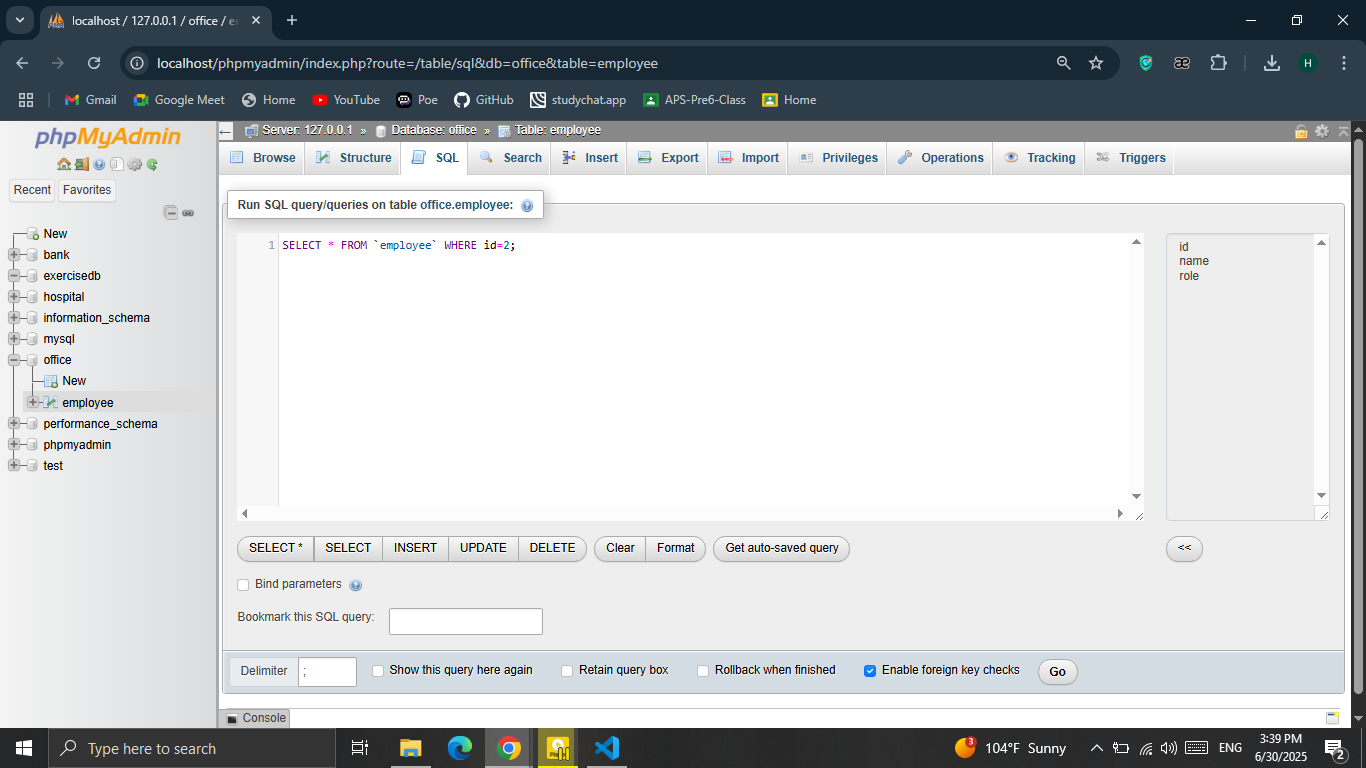 localhost / 127.0.0.1 / office / e
localhost/phpmyadmin/index.php?route=/table/sql&db=office&table=employee
H
Gmail Google Meet Home YouTube Poe GitHub studychat.app APS-Pre6-Class Home
phpMyAdmin
Recent Favorites
New
bank
exercisedb
hospital
information_schema
mysql
office
New
employee
performance_schema
phpmyadmin
test
Server: 127.0.0.1 » Database: office » Table: employee
Browse Structure SQL Search Insert Export Import Privileges Operations Tracking Triggers
Run SQL query/queries on table office.employee:
1 SELECT * FROM `employee` WHERE id=2;
id
name
role
SELECT * SELECT INSERT UPDATE DELETE Clear Format Get auto-saved query <<
Bind parameters
Bookmark this SQL query:
Delimiter ; Show this query here again Retain query box Rollback when finished Enable foreign key checks Go
Console
Type here to search
3 104°F Sunny ENG 3:39 PM
6/30/2025 2